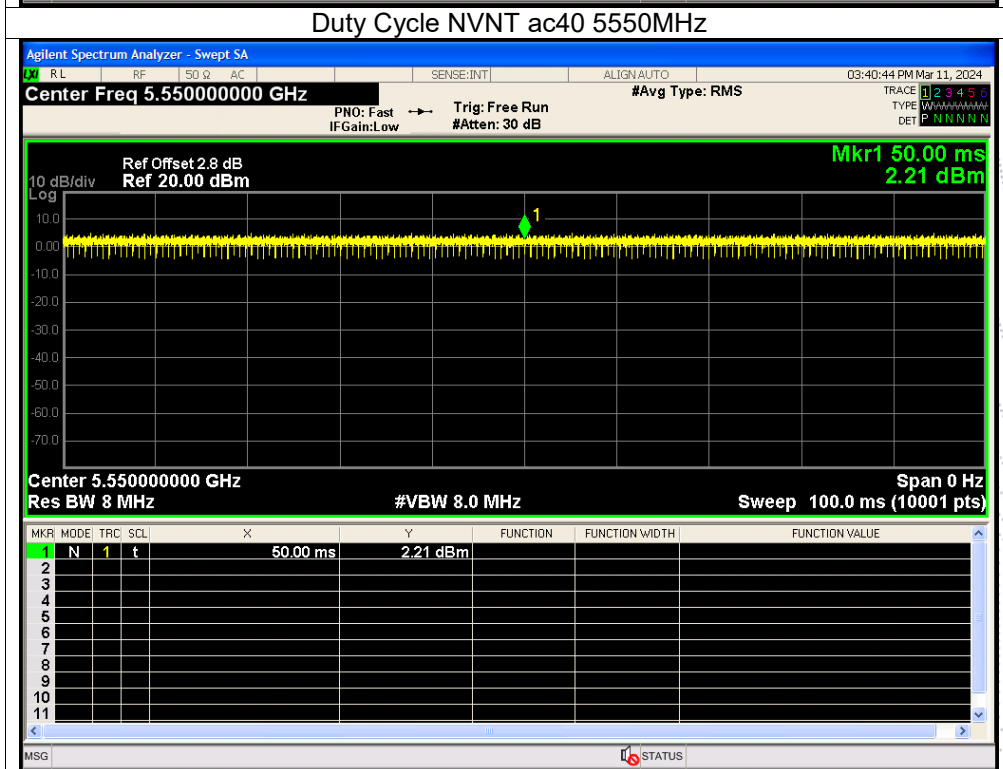 Duty Cycle NVNT ac40 5550MHz
Agilent Spectrum Analyzer - Swept SA
LXI RL RF 50 Ω AC SENSE:INT ALIGN AUTO 03:40:44 PM Mar 11, 2024
Center Freq 5.550000000 GHz #Avg Type: RMS TRACE 1 2 3 4 5 6
PNO: Fast Trig: Free Run TYPE WWWWWW
IFGain:Low #Atten: 30 dB DET P N N N N N
Mkr1 50.00 ms
Ref Offset 2.8 dB
10 dB/div Ref 20.00 dBm 2.21 dBm
Log
10.0
1
0.00
-10.0
-20.0
-30.0
-40.0
-50.0
-60.0
-70.0
Center 5.550000000 GHz Span 0 Hz
Res BW 8 MHz #VBW 8.0 MHz Sweep 100.0 ms (10001 pts)
MKR MODE TRC SCL X Y FUNCTION FUNCTION WIDTH FUNCTION VALUE
1 N 1 t 50.00 ms 2.21 dBm
2
3
4
5
6
7
8
9
10
11
MSG STATUS